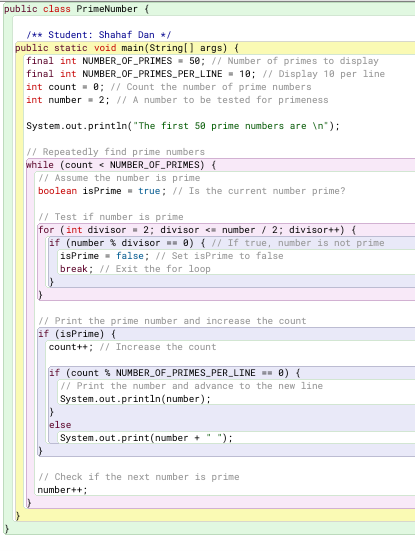 public class PrimeNumber {
/** Student: Shahaf Dan */
public static void main(String[] args) {
final int NUMBER_OF_PRIMES = 50; // Number of primes to display
final int NUMBER_OF_PRIMES_PER_LINE = 10; // Display 10 per line
int count = 0; // Count the number of prime numbers
int number = 2; // A number to be tested for primeness
System.out.println("The first 50 prime numbers are \n");
// Repeatedly find prime numbers
while (count < NUMBER_OF_PRIMES) {
// Assume the number is prime
boolean isPrime = true; // Is the current number prime?
// Test if number is prime
for (int divisor = 2; divisor <= number / 2; divisor++) {
if (number % divisor == 0) { // If true, number is not prime
isPrime = false; // Set isPrime to false
break; // Exit the for loop
}
}
// Print the prime number and increase the count
if (isPrime) {
count++; // Increase the count
if (count % NUMBER_OF_PRIMES_PER_LINE == 0) {
// Print the number and advance to the new line
System.out.println(number);
}
else
System.out.print(number + " ");
}
// Check if the next number is prime
number++;
}
}
}